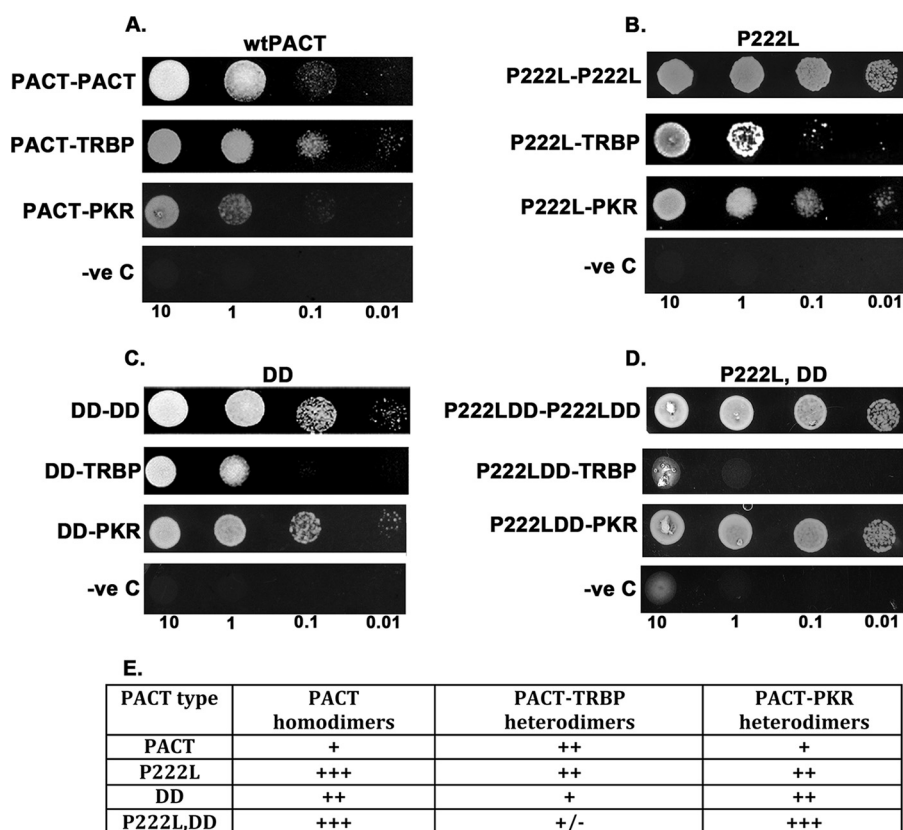 A.
wtPACT
PACT-PACT
PACT-TRBP
PACT-PKR
-ve C
10 1 0.1 0.01
B.
P222L
P222L-P222L
P222L-TRBP
P222L-PKR
-ve C
10 1 0.1 0.01
C.
DD
DD-DD
DD-TRBP
DD-PKR
-ve C
10 1 0.1 0.01
D.
P222L, DD
P222LDD-P222LDD
P222LDD-TRBP
P222LDD-PKR
-ve C
10 1 0.1 0.01
E.
PACT type PACT homodimers PACT-TRBP heterodimers PACT-PKR heterodimers
PACT + ++ +
P222L +++ ++ ++
DD ++ + ++
P222L,DD +++ +/- +++